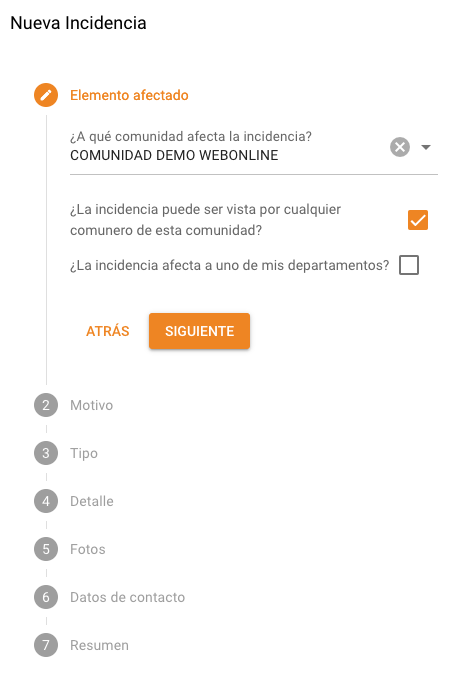 Nueva Incidencia
Elemento afectado
¿A qué comunidad afecta la incidencia?
COMUNIDAD DEMO WEBONLINE
¿La incidencia puede ser vista por cualquier
comunero de esta comunidad?
¿La incidencia afecta a uno de mis departamentos?
ATRÁS SIGUIENTE
2 Motivo
3 Tipo
4 Detalle
5 Fotos
6 Datos de contacto
7 Resumen